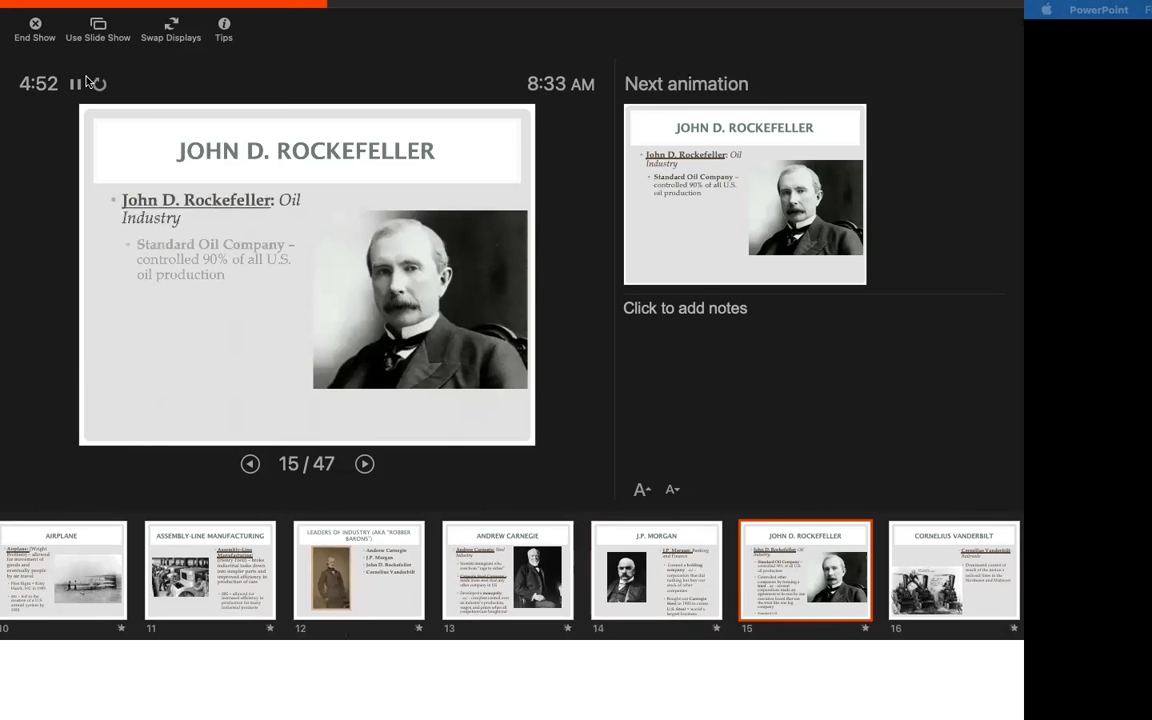 PowerPoint F
End Show
Use Slide Show
Swap Displays
Tips
4:52
8:33 AM
Next animation
JOHN D. ROCKEFELLER
• John D. Rockefeller: Oil
Industry
• Standard Oil Company –
controlled 90% of all U.S.
oil production
JOHN D. ROCKEFELLER
• John D. Rockefeller: Oil
Industry
• Standard Oil Company –
controlled 90% of all U.S.
oil production
Click to add notes
15 / 47
A A
AIRPLANE
10
ASSEMBLY-LINE MANUFACTURING
11
LEADERS OF INDUSTRY (AKA "ROBBER
BARONS")
• Andrew Carnegie
• J.P. Morgan
• John D. Rockefeller
• Cornelius Vanderbilt
12
ANDREW CARNEGIE
13
J.P. MORGAN
14
JOHN D. ROCKEFELLER
15
CORNELIUS VANDERBILT
16